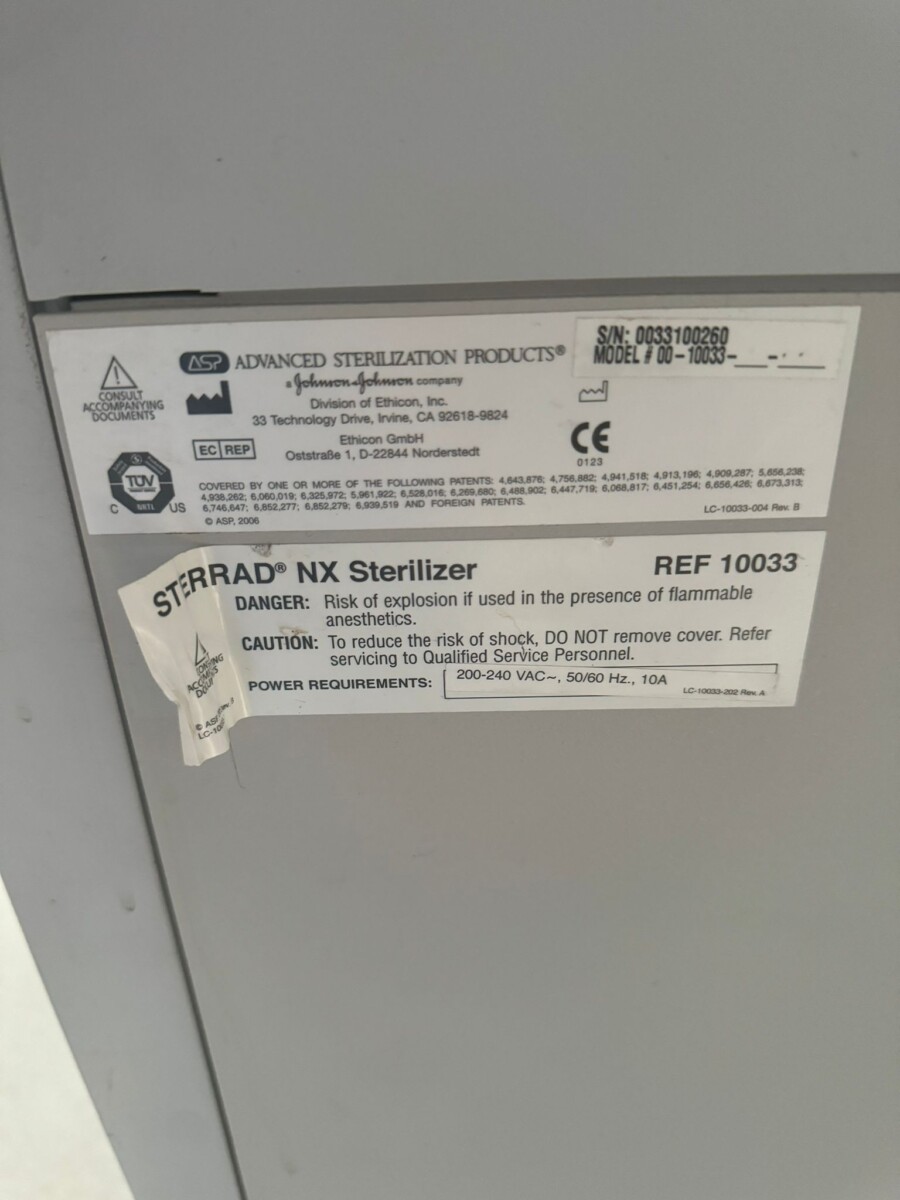 S/N: 0033100260
MODEL # 00-10033-
ASP ADVANCED STERILIZATION PRODUCTS®
a Johnson & Johnson company
Division of Ethicon, Inc.
33 Technology Drive, Irvine, CA 92618-9824
CONSULT
ACCOMPANYING
DOCUMENTS
EC REP
Ethicon GmbH
Oststraße 1, D-22844 Norderstedt
CE
0123
TUV
NRTL
C US
COVERED BY ONE OR MORE OF THE FOLLOWING PATENTS: 4,643,876; 4,756,882; 4,941,518; 4,913,196; 4,909,287; 5,656,238;
4,938,262; 6,060,019; 6,325,972; 5,961,922; 6,528,016; 6,269,680; 6,488,902; 6,447,719; 6,068,817; 6,451,254; 6,656,426; 6,673,313;
6,746,647; 6,852,277; 6,852,279; 6,939,519 AND FOREIGN PATENTS.
© ASP, 2006
LC-10033-004 Rev. B
STERRAD® NX Sterilizer
REF 10033
DANGER: Risk of explosion if used in the presence of flammable
anesthetics.
CAUTION: To reduce the risk of shock, DO NOT remove cover. Refer
servicing to Qualified Service Personnel.
POWER REQUIREMENTS: 200-240 VAC~, 50/60 Hz., 10A
LC-10033-202 Rev. A